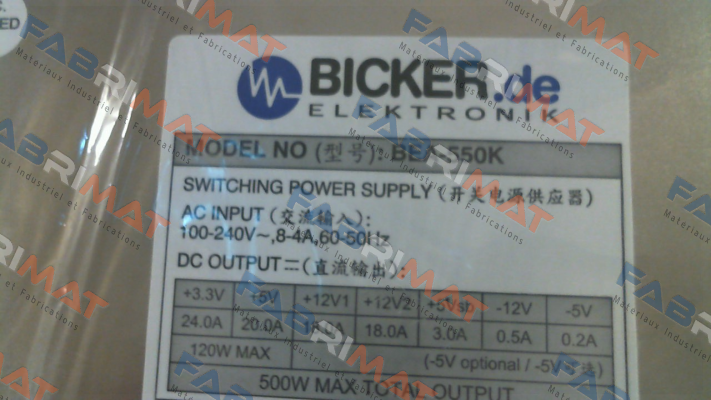 BICKER.de
ELEKTRONIK
MODEL NO (型号): 550K
SWITCHING POWER SUPPLY (开关电源供应器)
AC INPUT (交流输入):
100-240V~,8-4A,60-50Hz
DC OUTPUT (直流输出):
+3.3V +5V +12V1 +12V2 +5Vsb -12V -5V
24.0A 20.0A 18.0A 3.0A 0.5A 0.2A
120W MAX (-5V optional / -5V
500W MAX TOTAL OUTPUT
FABRIMAT
Materiaux Industriel et Fabrications